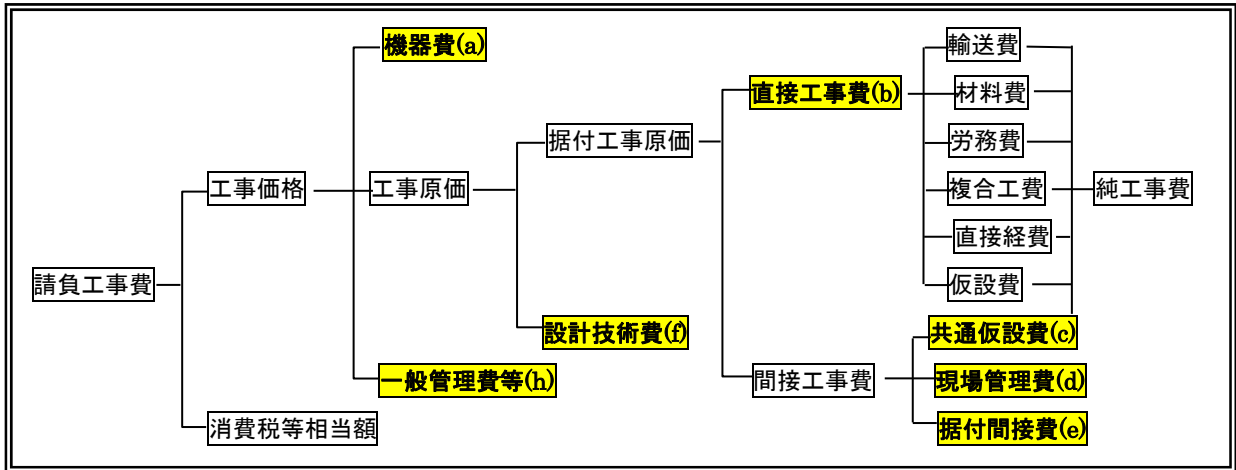 機器費(a)
輸送費
直接工事費(b)
材料費
据付工事原価
労務費
工事価格
工事原価
複合工費
純工事費
直接経費
請負工事費
仮設費
設計技術費(f)
共通仮設費(c)
一般管理費等(h)
間接工事費
現場管理費(d)
消費税等相当額
据付間接費(e)